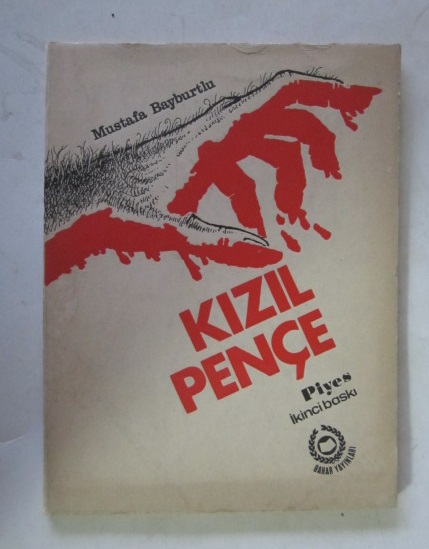 Mustafa Bayburtlu
KIZIL
PENÇE
Piyes
İkinci baskı
BAHAR YAYINLARI